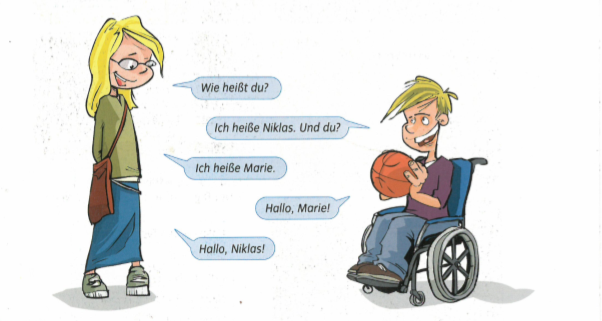 Wie heißt du?
Ich heiße Niklas. Und du?
Ich heiße Marie.
Hallo, Marie!
Hallo, Niklas!